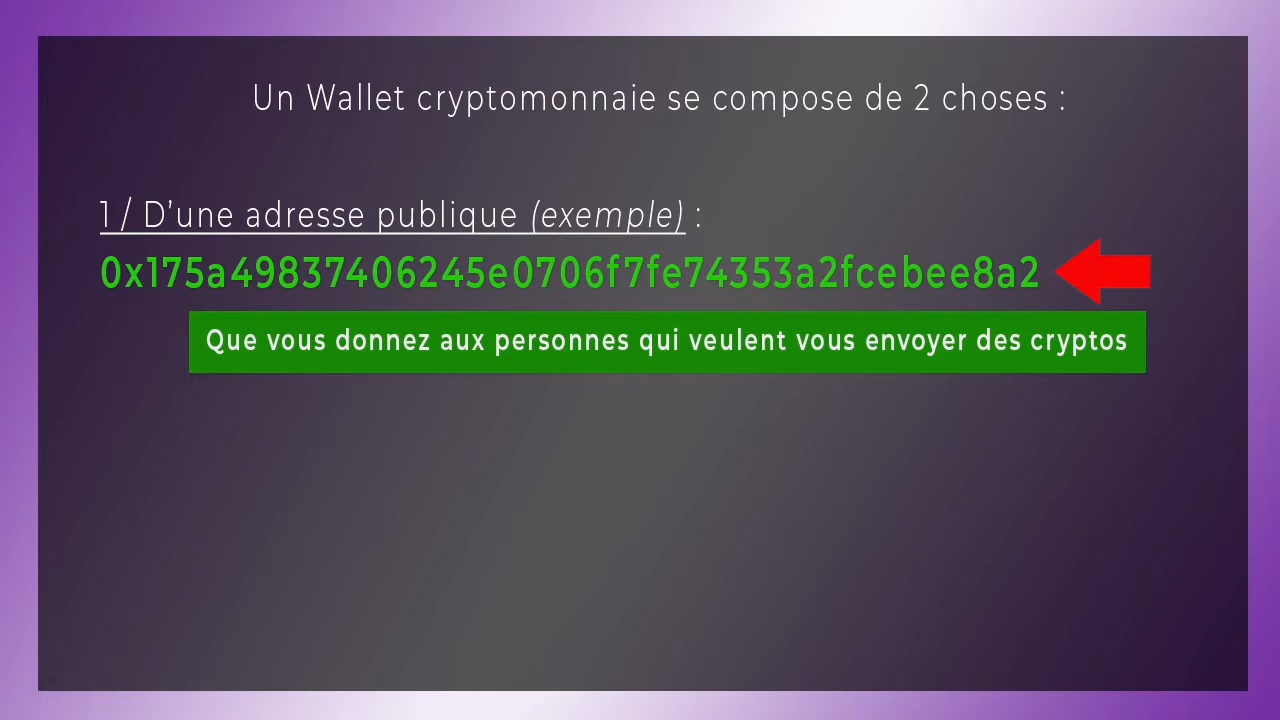 Un Wallet cryptomonnaie se compose de 2 choses :
1 / D'une adresse publique (exemple) :
0x175a49837406245e0706f7fe74353a2fcebee8a2
Que vous donnez aux personnes qui veulent vous envoyer des cryptos